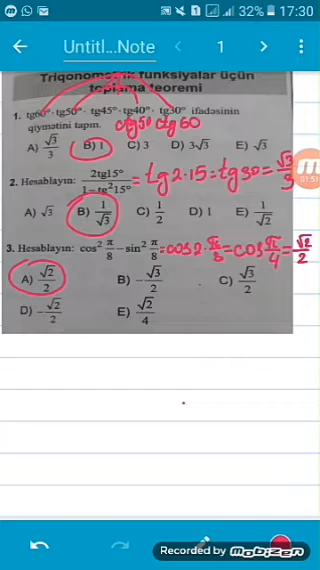 32% 17:30
Untitl...Note 1
Triqonometrik funksiyalar üçün
toplama teoremi
1. tg60°· tg50°· tg45°· tg40°· tg30° ifadəsinin
qiymətini tapın. ctg50 ctg60
A) √3/3 B) 1 C) 3 D) 3√3 E) √3
2. Hesablayın: 2tg15°/1−tg²15° = tg2·15=tg30=√3/3
01:51
A) √3 B) 1/√3 C) 1/2 D) 1 E) 1/√2
3. Hesablayın: cos² π/8 − sin² π/8 =cos2·π/8=cosπ/4=√2/2
A) √2/2 B) −√3/2 C) √3/2
D) −√2/2 E) √2/4
Recorded by Mobizen